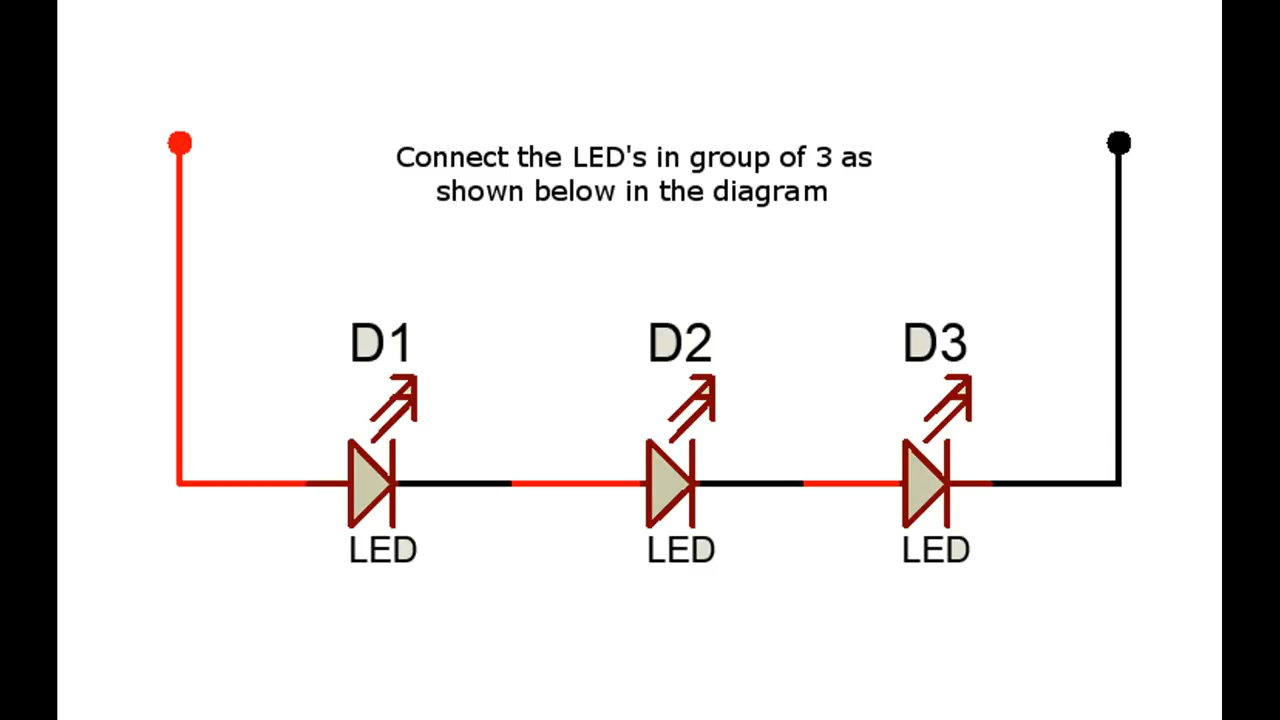 Connect the LED's in group of 3 as
shown below in the diagram
D1 D2 D3
LED LED LED